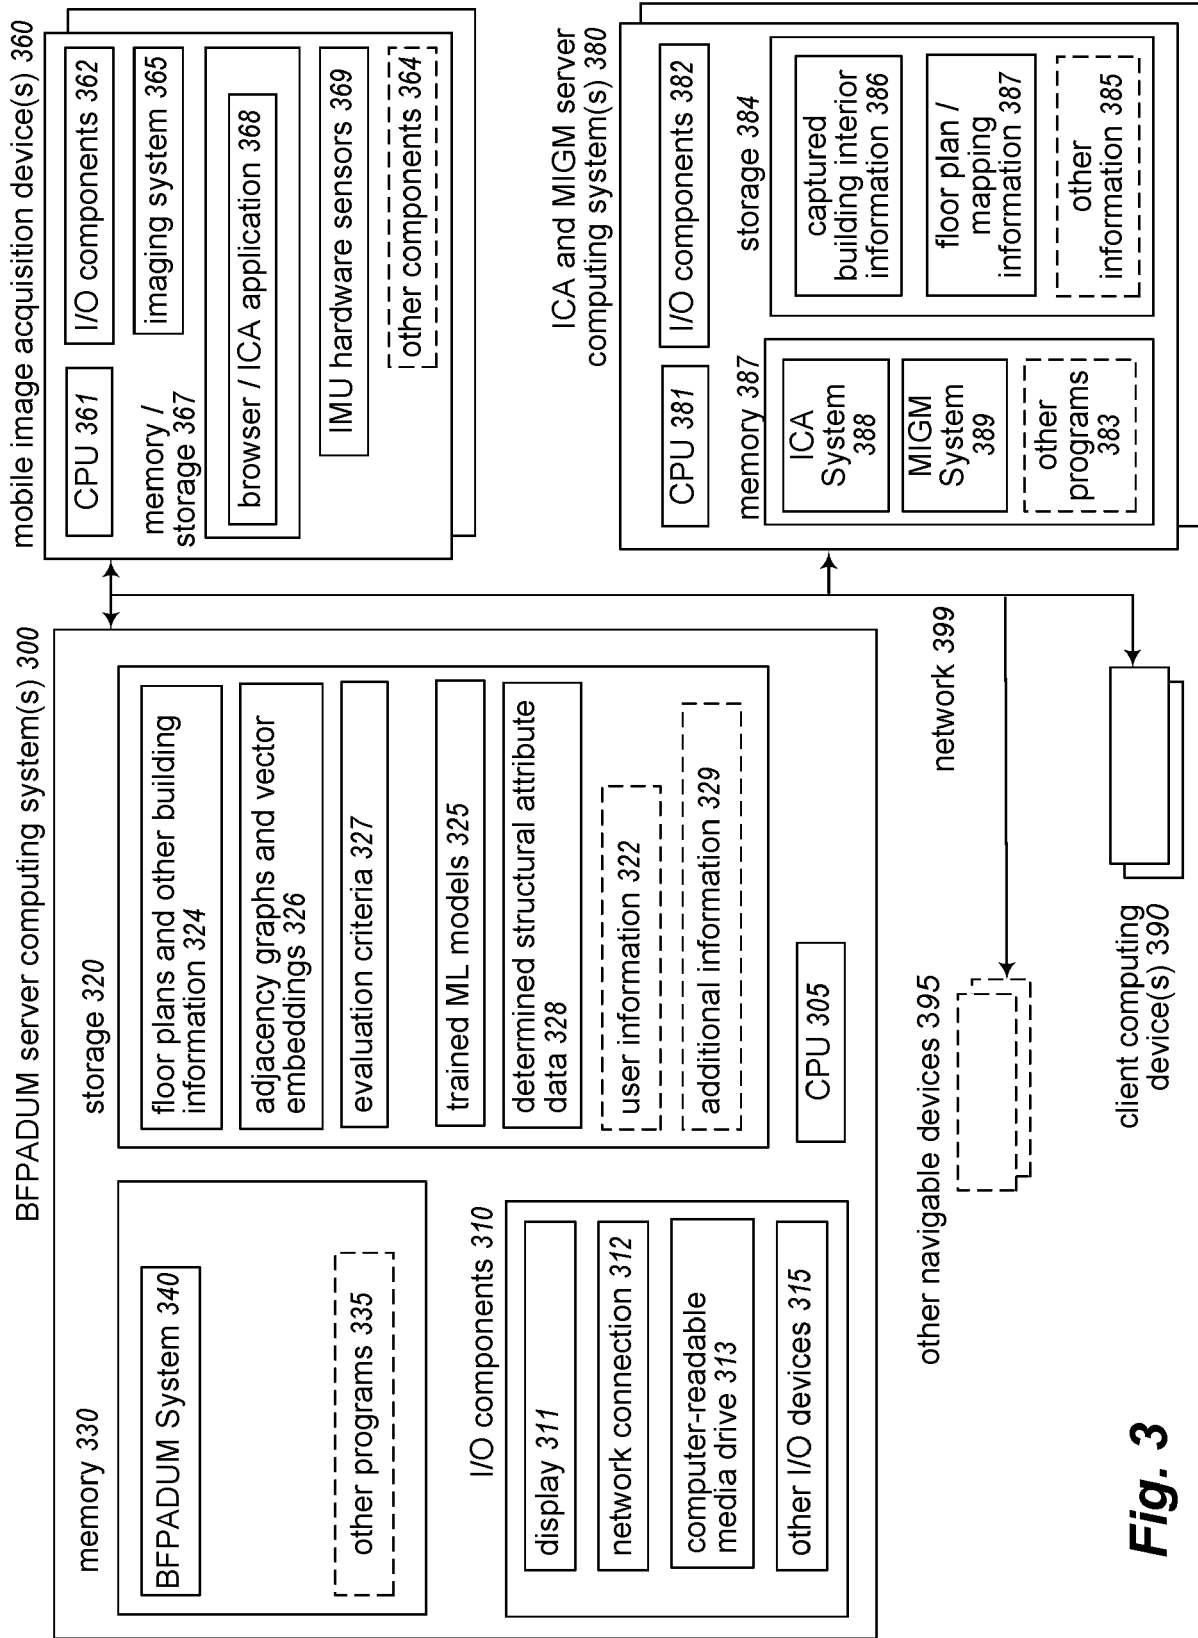 BFPADUM server computing system(s) 300
memory 330
BFPADUM System 340
other programs 335
I/O components 310
display 311
network connection 312
computer-readable
media drive 313
other I/O devices 315
storage 320
floor plans and other building
information 324
adjacency graphs and vector
embeddings 326
evaluation criteria 327
trained ML models 325
determined structural attribute
data 328
user information 322
additional information 329
CPU 305
mobile image acquisition device(s) 360
CPU 361
I/O components 362
memory /
storage 367
imaging system 365
browser / ICA application 368
IMU hardware sensors 369
other components 364
ICA and MIGM server
computing system(s) 380
CPU 381
I/O components 382
memory 387
ICA
System
388
MIGM
System
389
other
programs
383
storage 384
captured
building interior
information 386
floor plan /
mapping
information 387
other
information 385
network 399
other navigable devices 395
client computing
device(s) 390
Fig. 3